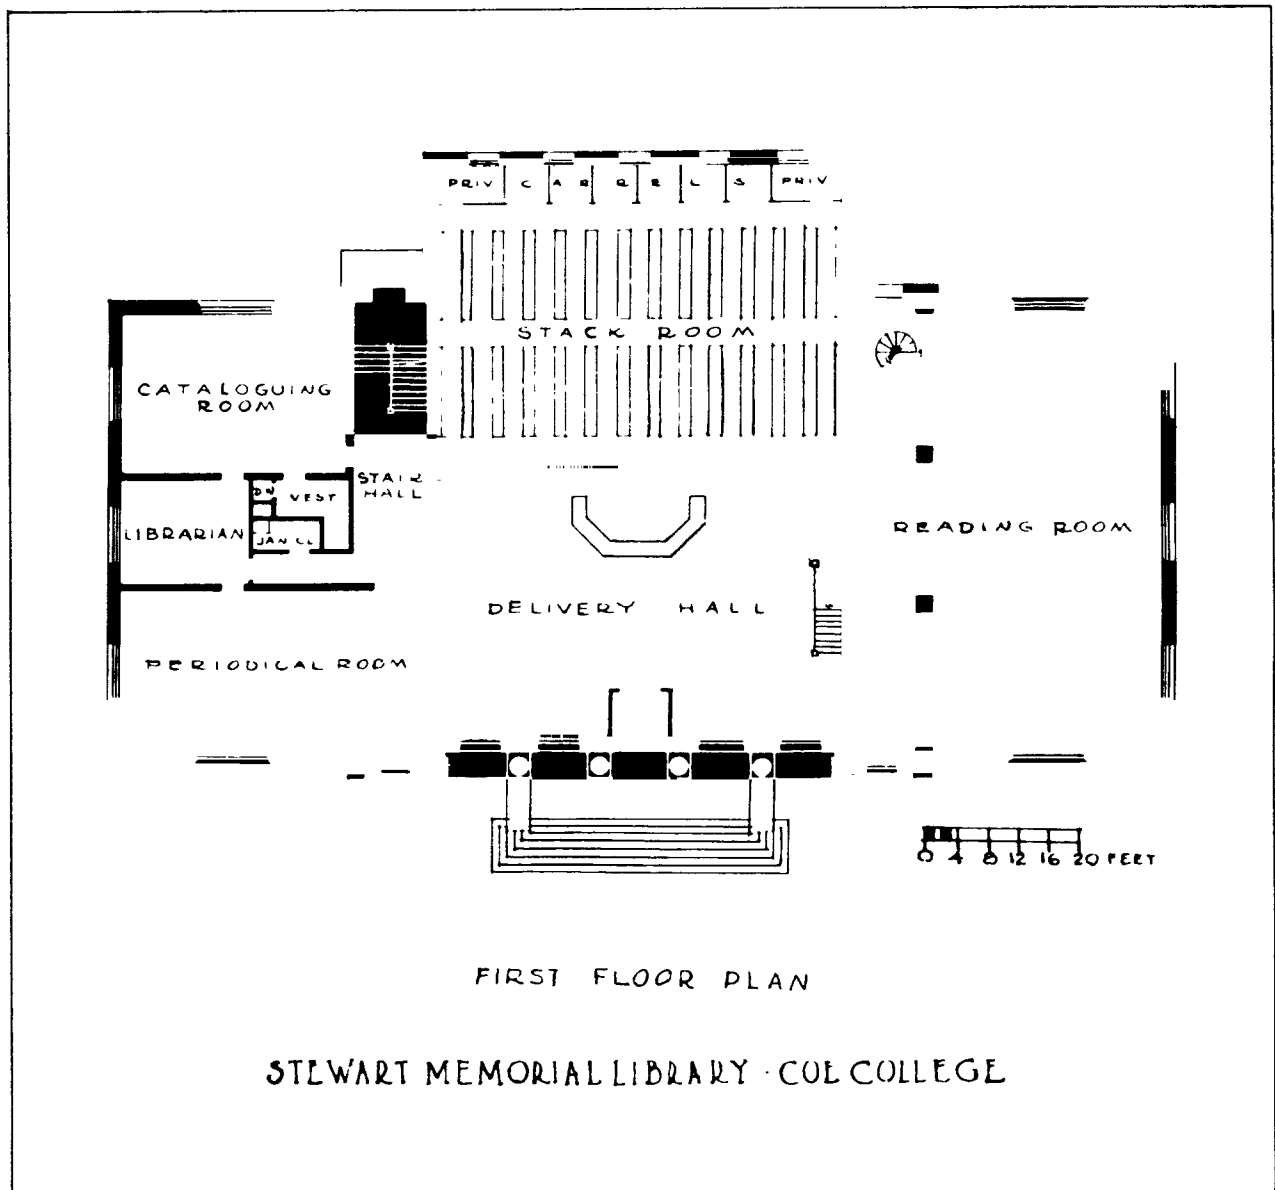 PRIV C A R R E L S PRIV
STACK ROOM
CATALOGUING
ROOM
STAIR
HALL
DN VEST
LIBRARIAN
JAN CL
READING ROOM
DELIVERY HALL
PERIODICAL ROOM
0 4 8 12 16 20 FEET
FIRST FLOOR PLAN
STEWART MEMORIAL LIBRARY · COE COLLEGE